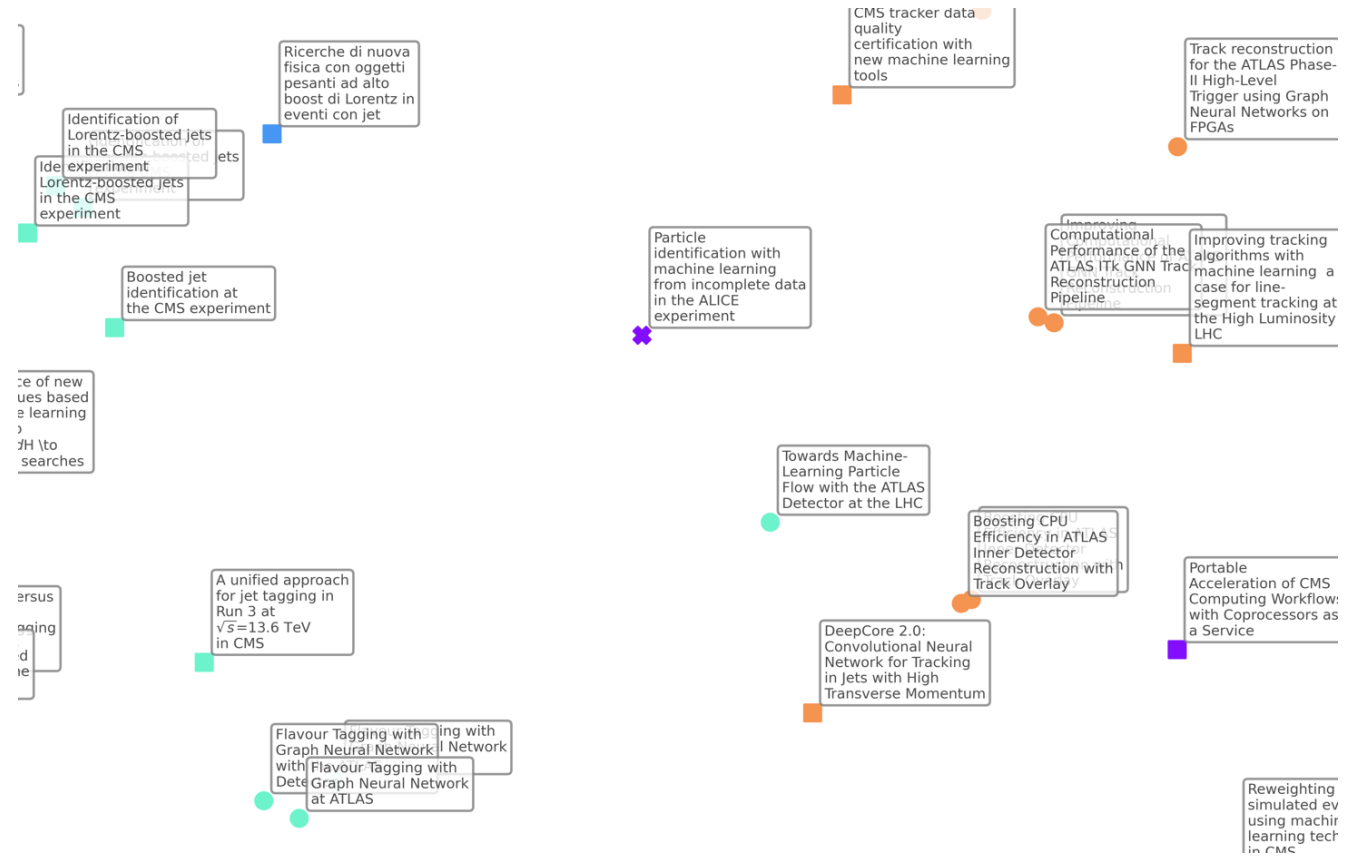 CMS tracker data
quality
certification with
new machine learning
tools
Ricerche di nuova
fisica con oggetti
pesanti ad alto
boost di Lorentz in
eventi con jet
Track reconstruction
for the ATLAS Phase-
II High-Level
Trigger using Graph
Neural Networks on
FPGAs
Identification of
Lorentz-boosted jets
in the CMS
experiment
Lorentz-boosted jets
in the CMS
experiment
Boosted jet
identification at
the CMS experiment
Particle
identification with
machine learning
from incomplete data
in the ALICE
experiment
Improving
Computational
Performance of the
ATLAS ITk GNN Track
Reconstruction
Pipeline
Improving tracking
algorithms with
machine learning a
case for line-
segment tracking at
the High Luminosity
LHC
ce of new
ues based
e learning
H \to
searches
Towards Machine-
Learning Particle
Flow with the ATLAS
Detector at the LHC
Boosting CPU
Efficiency in ATLAS
Inner Detector
Reconstruction with
Track Overlay
Portable
Acceleration of CMS
Computing Workflows
with Coprocessors as
a Service
A unified approach
for jet tagging in
Run 3 at
√s=13.6 TeV
in CMS
ersus
DeepCore 2.0:
Convolutional Neural
Network for Tracking
in Jets with High
Transverse Momentum
Flavour Tagging with
Graph Neural Network
with
ing with
l Network
Flavour Tagging with
Graph Neural Network
at ATLAS
Reweighting
simulated ev
using machin
learning tech
in CMS